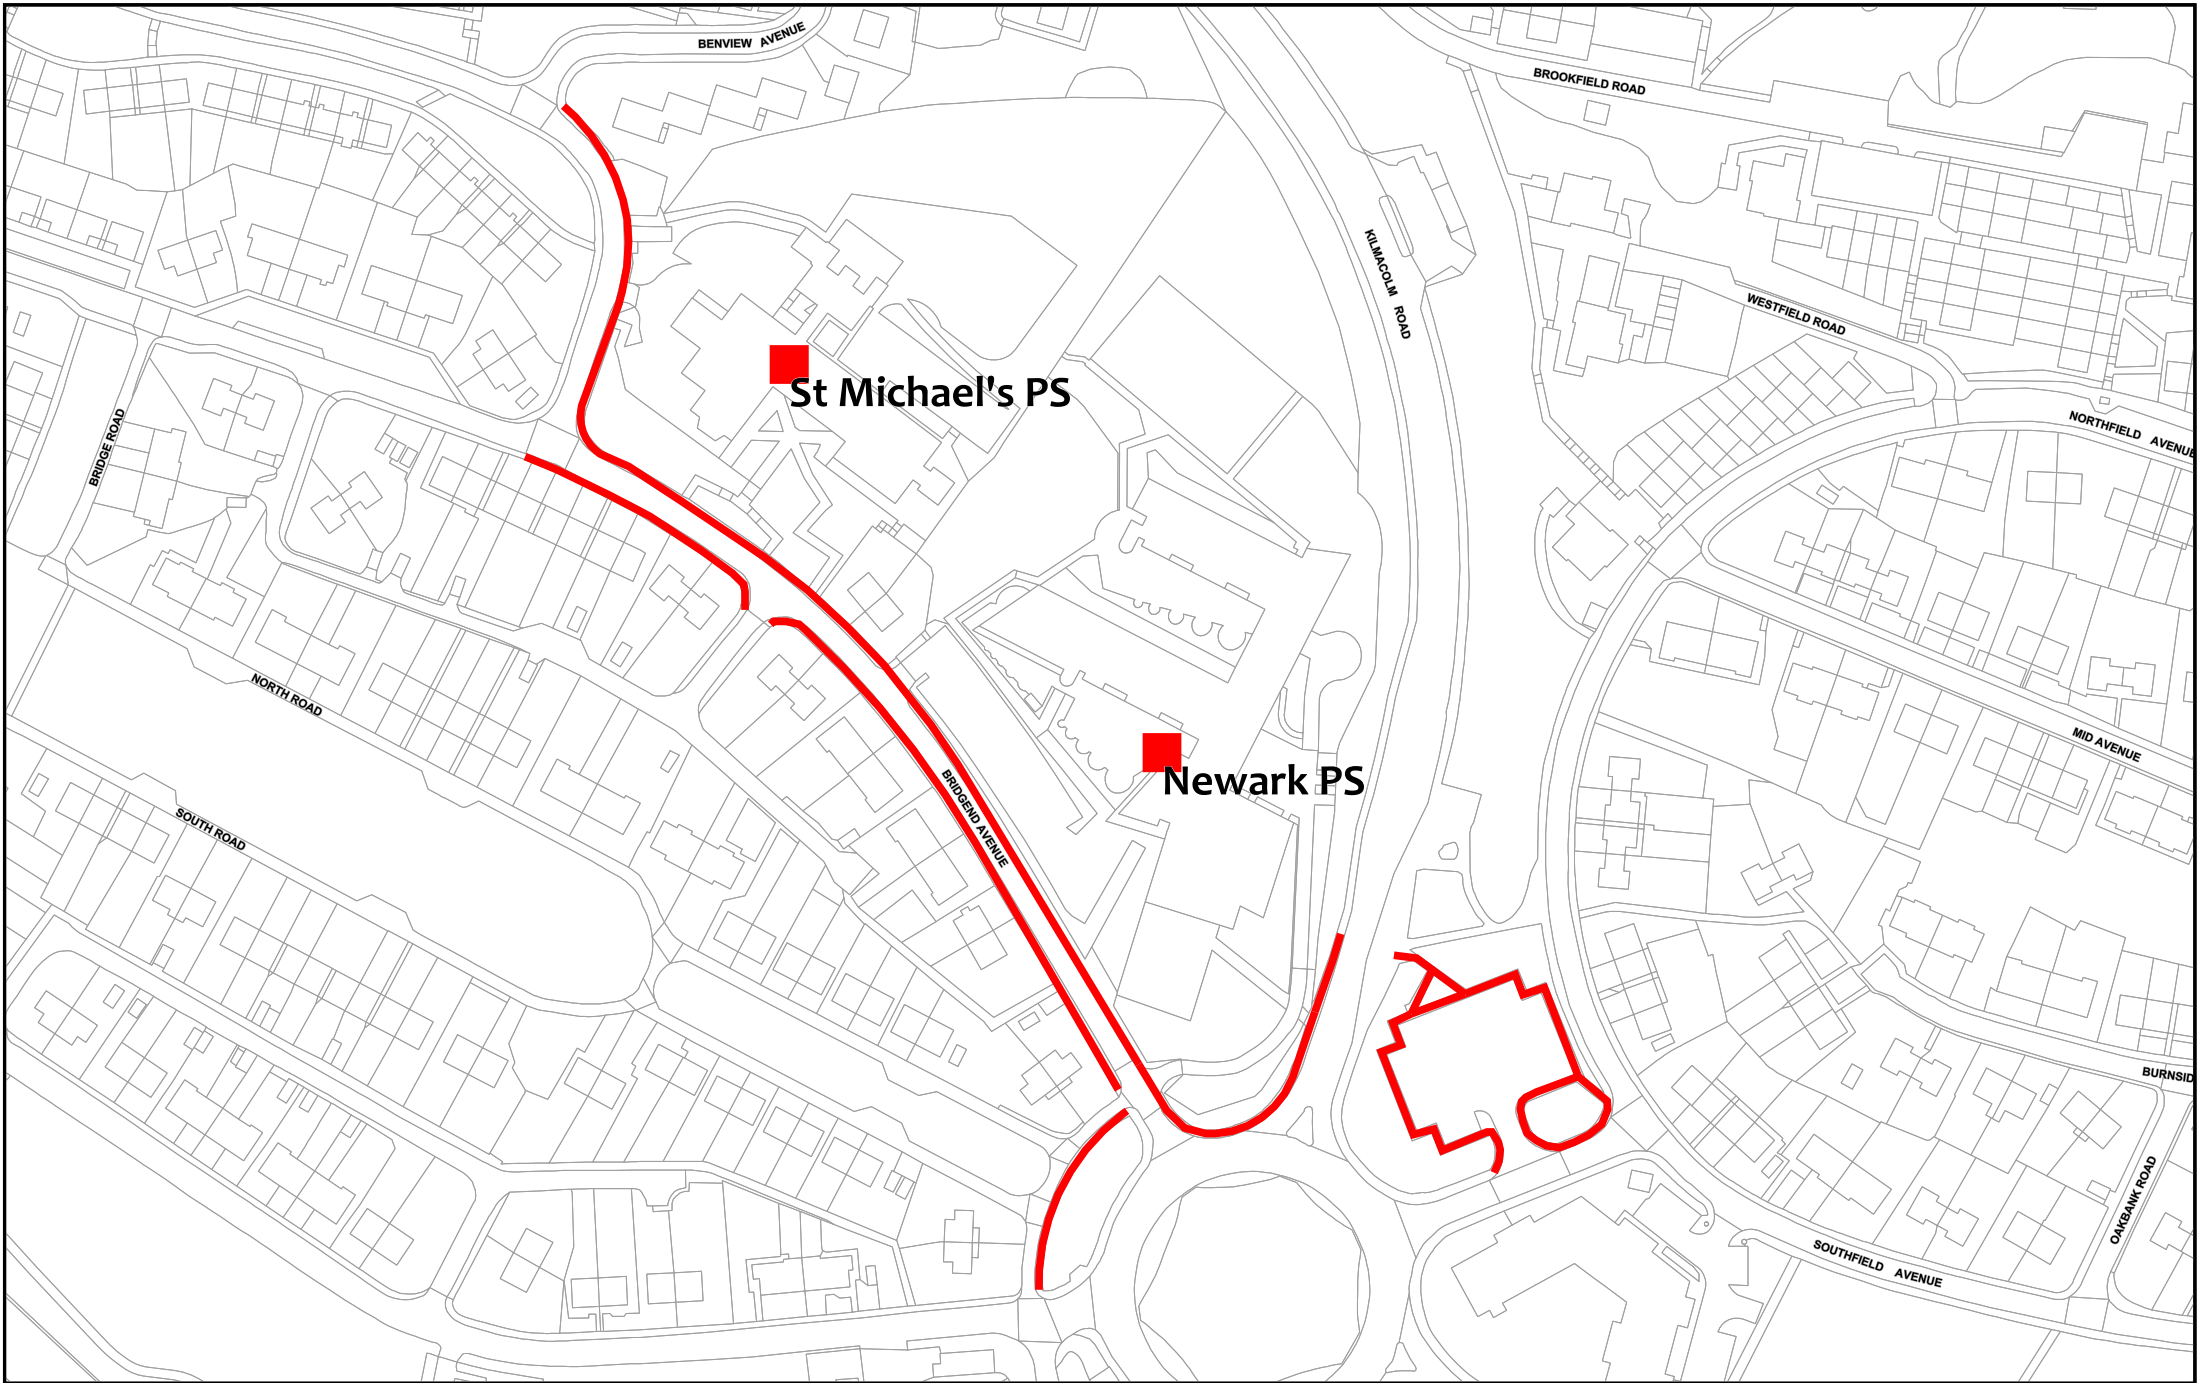 BENVIEW AVENUE
BROOKFIELD ROAD
KILMACOLM ROAD
WESTFIELD ROAD
St Michael's PS
NORTHFIELD AVENUE
BRIDGE ROAD
NORTH ROAD
MID AVENUE
Newark PS
BRIDGEND AVENUE
SOUTH ROAD
BURNSID
OAKBANK ROAD
SOUTHFIELD AVENUE